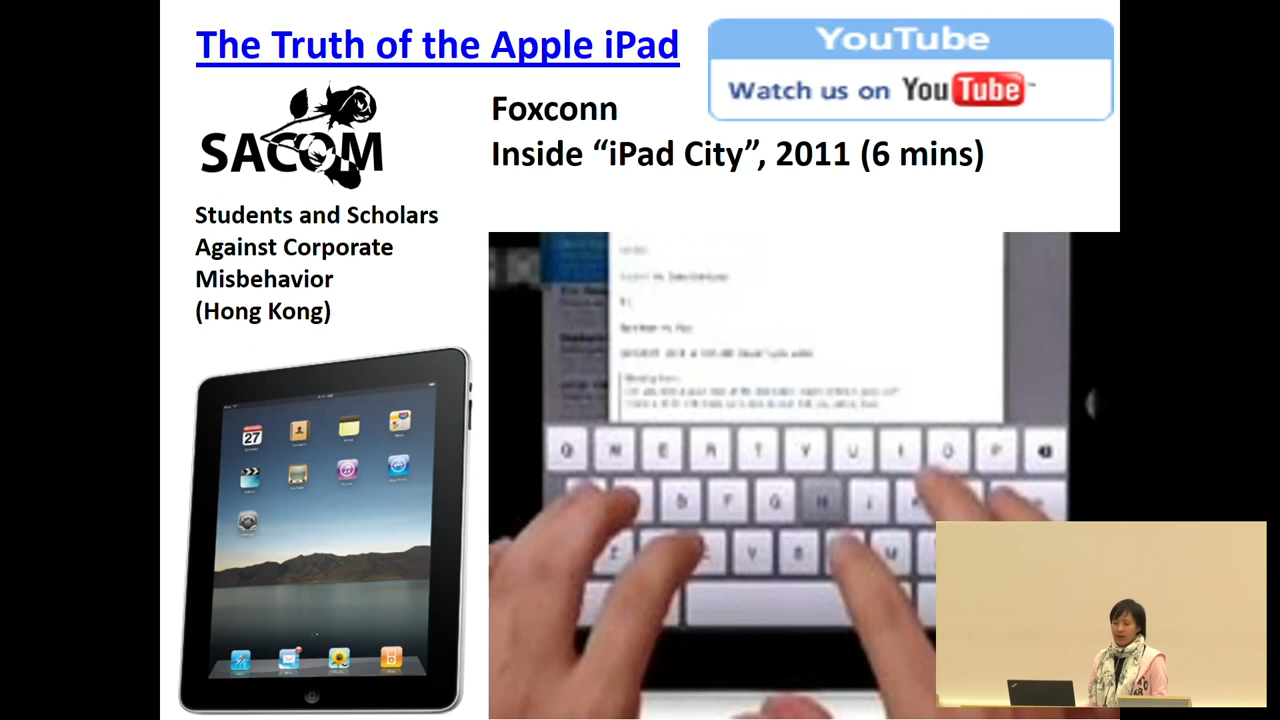 The Truth of the Apple iPad
YouTube
Watch us on YouTube
SACOM
Foxconn
Inside “iPad City”, 2011 (6 mins)
Students and Scholars
Against Corporate
Misbehavior
(Hong Kong)
27
Q W E R T Y U I O P
D F G H J K
Z C V B M